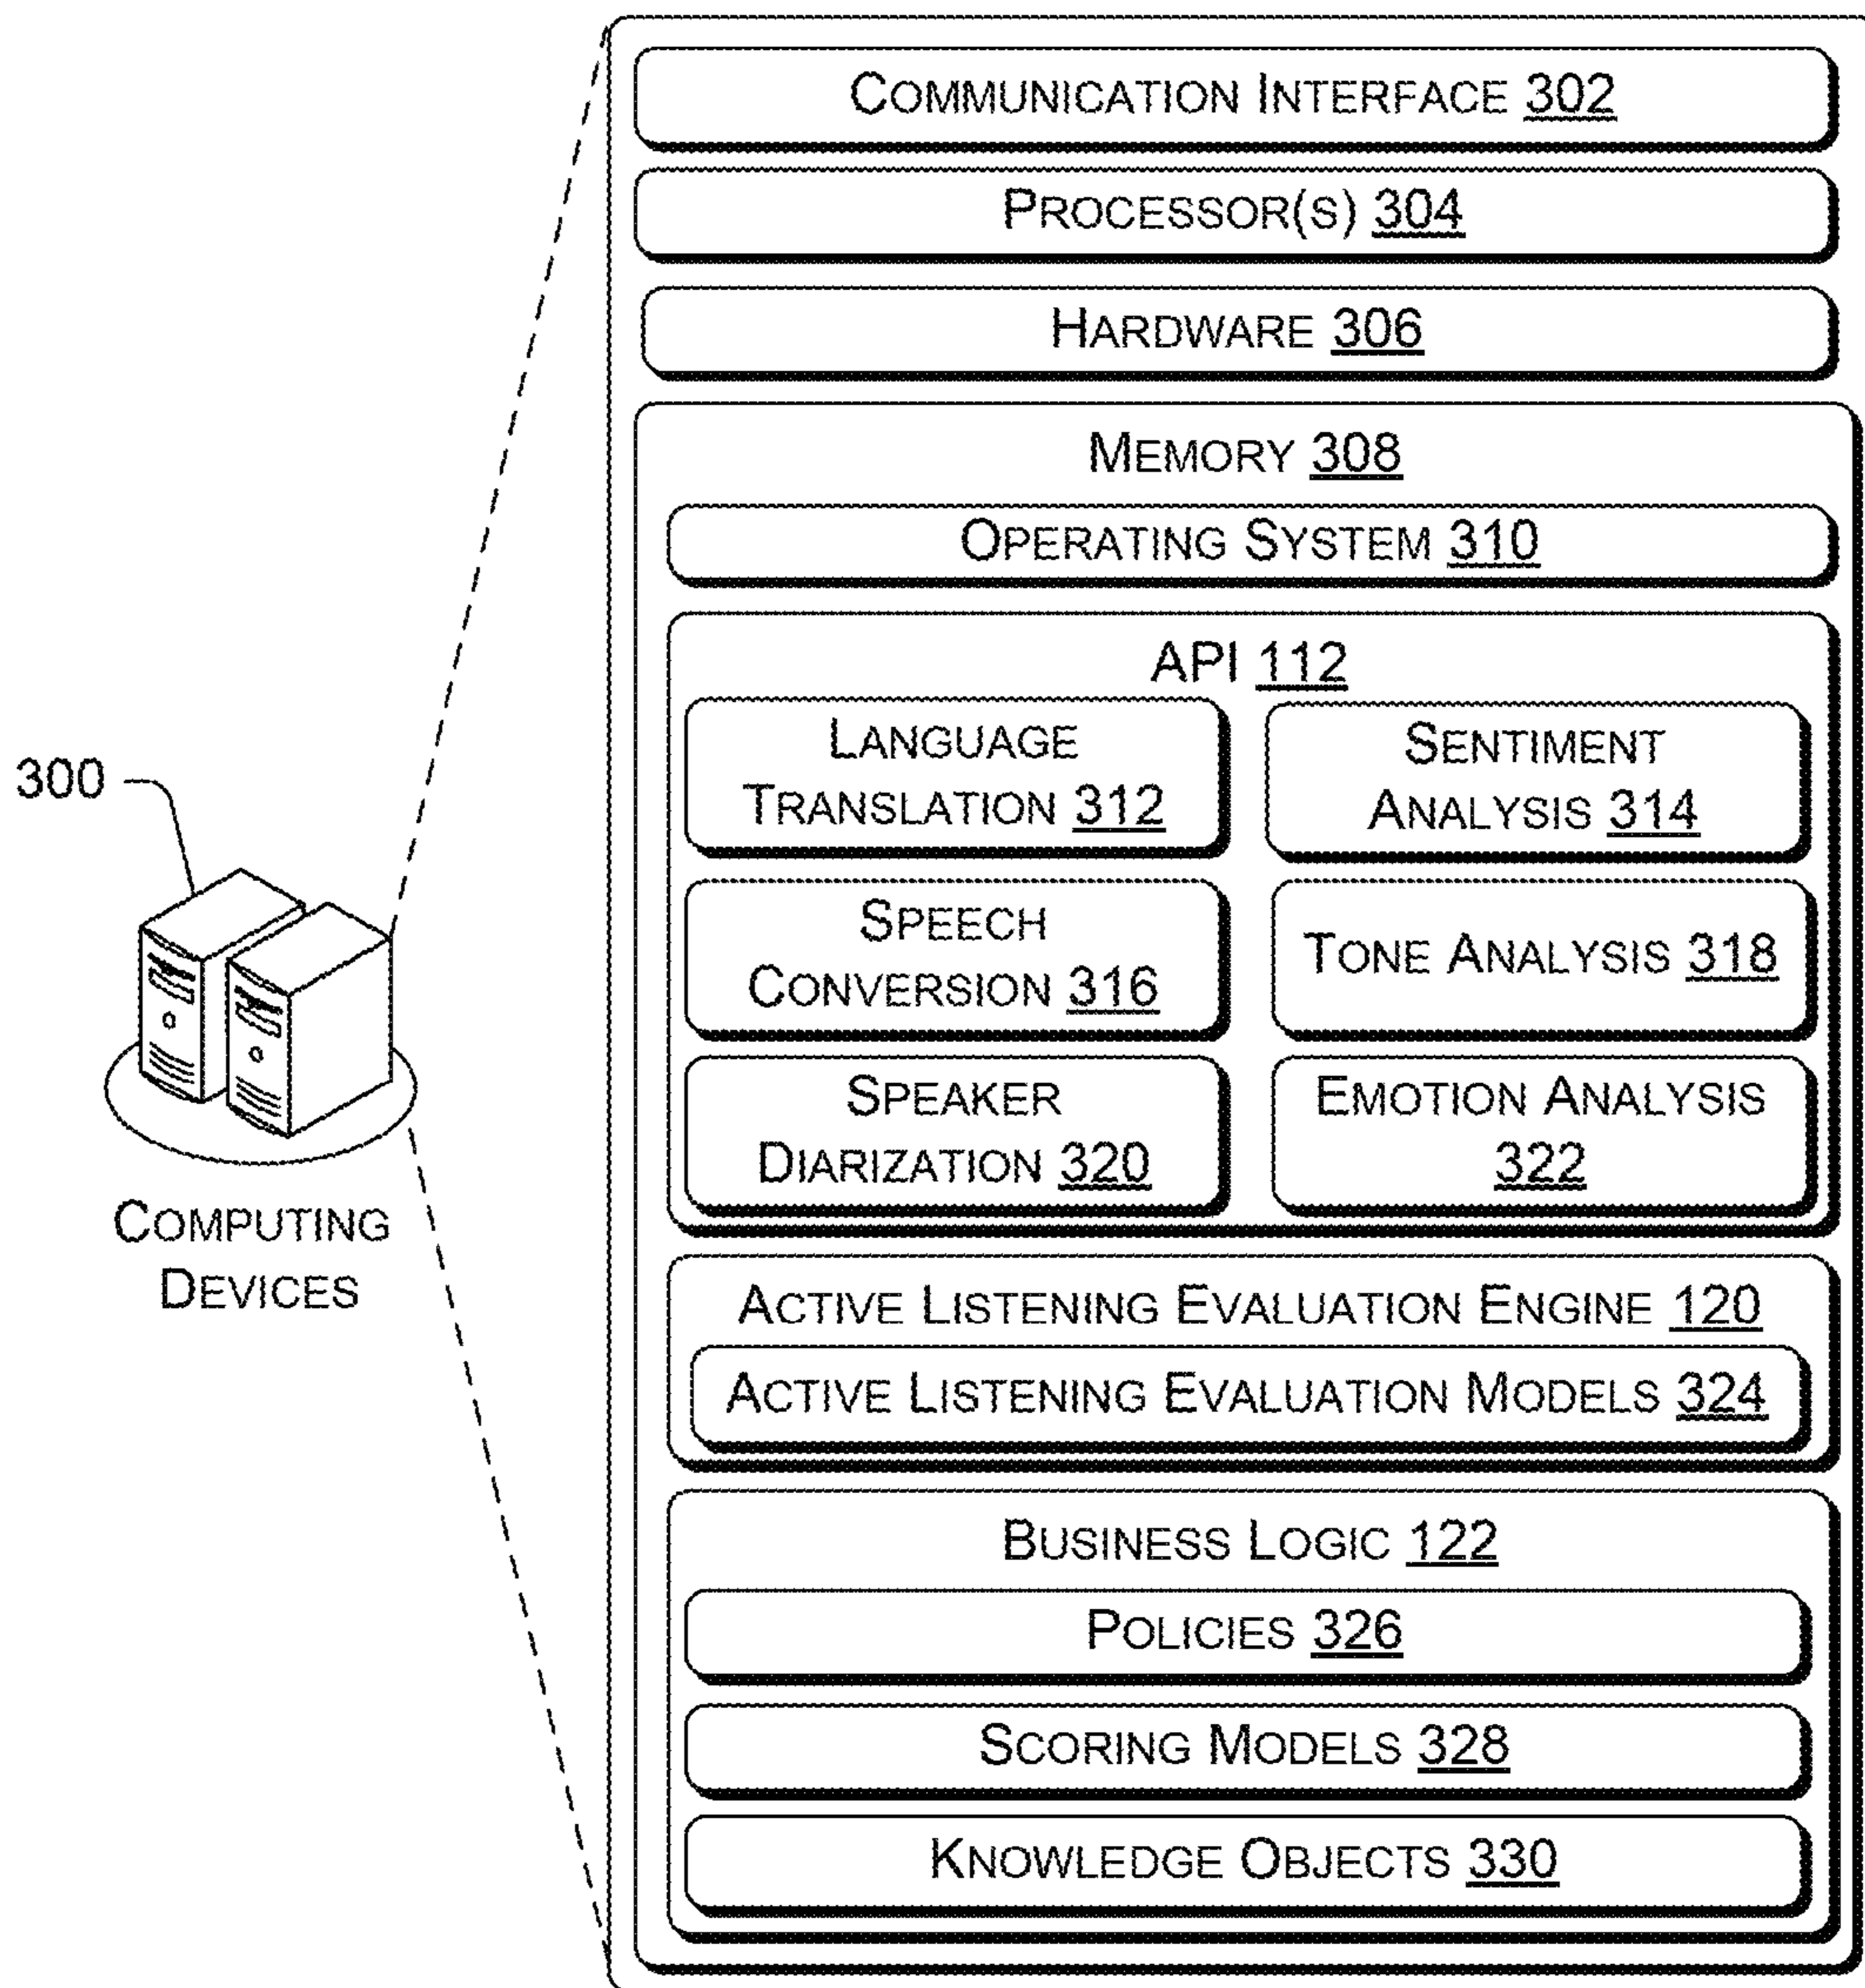 COMMUNICATION INTERFACE 302
PROCESSOR(S) 304
HARDWARE 306
MEMORY 308
OPERATING SYSTEM 310
API 112
LANGUAGE
TRANSLATION 312
SENTIMENT
ANALYSIS 314
SPEECH
CONVERSION 316
TONE ANALYSIS 318
SPEAKER
DIARIZATION 320
EMOTION ANALYSIS
322
ACTIVE LISTENING EVALUATION ENGINE 120
ACTIVE LISTENING EVALUATION MODELS 324
BUSINESS LOGIC 122
POLICIES 326
SCORING MODELS 328
KNOWLEDGE OBJECTS 330
300
COMPUTING
DEVICES